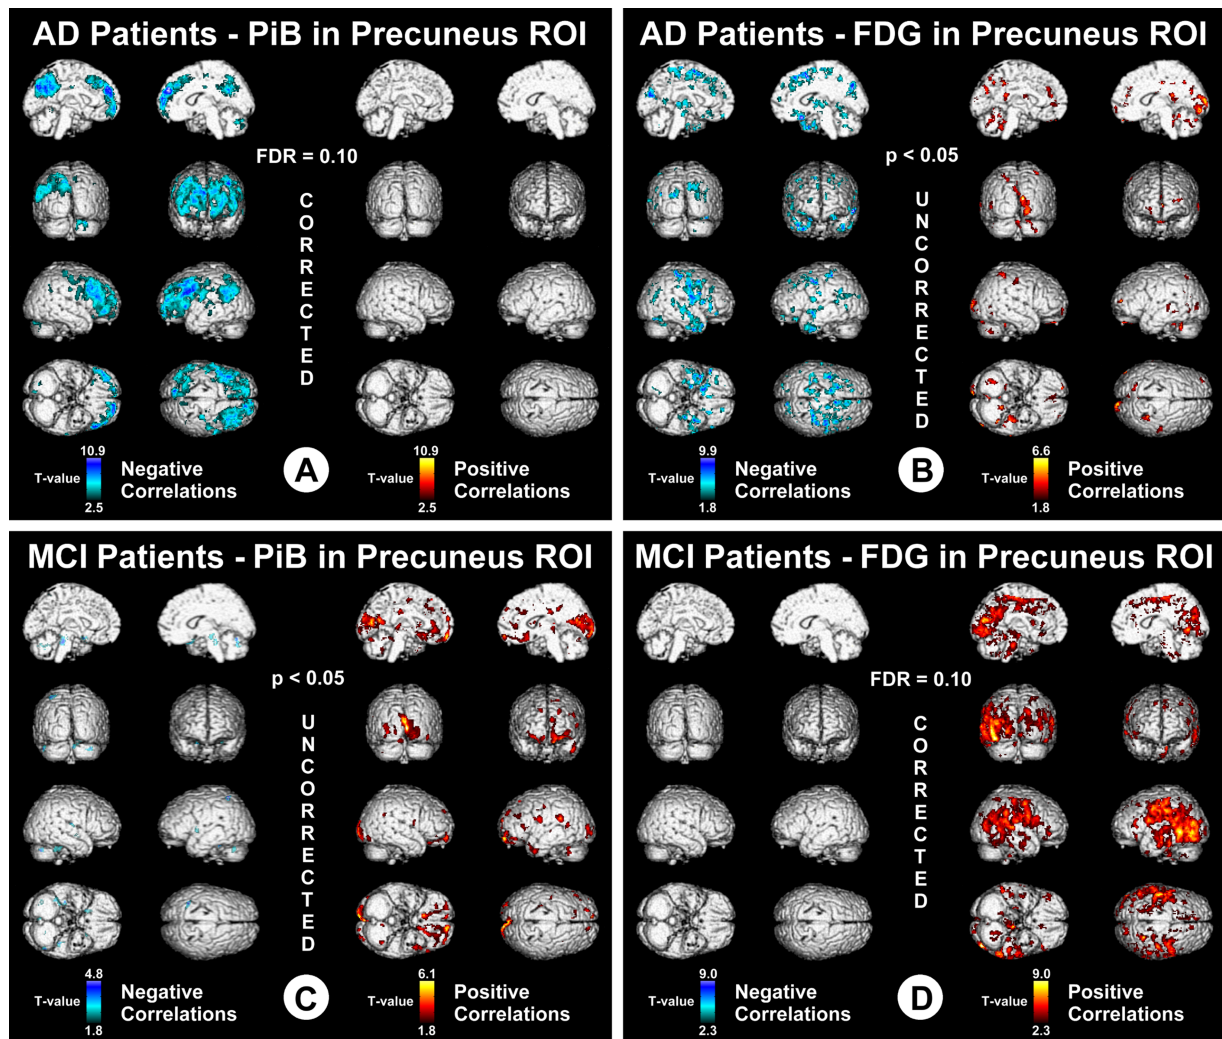 AD Patients - PiB in Precuneus ROI
FDR = 0.10
CORRECTED
10.9
T-value
2.5
Negative
Correlations
A
10.9
T-value
2.5
Positive
Correlations
AD Patients - FDG in Precuneus ROI
p < 0.05
UNCORRECTED
9.9
T-value
1.8
Negative
Correlations
B
6.6
T-value
1.8
Positive
Correlations
MCI Patients - PiB in Precuneus ROI
p < 0.05
UNCORRECTED
4.8
T-value
1.8
Negative
Correlations
C
6.1
T-value
1.8
Positive
Correlations
MCI Patients - FDG in Precuneus ROI
FDR = 0.10
CORRECTED
9.0
T-value
2.3
Negative
Correlations
D
9.0
T-value
2.3
Positive
Correlations